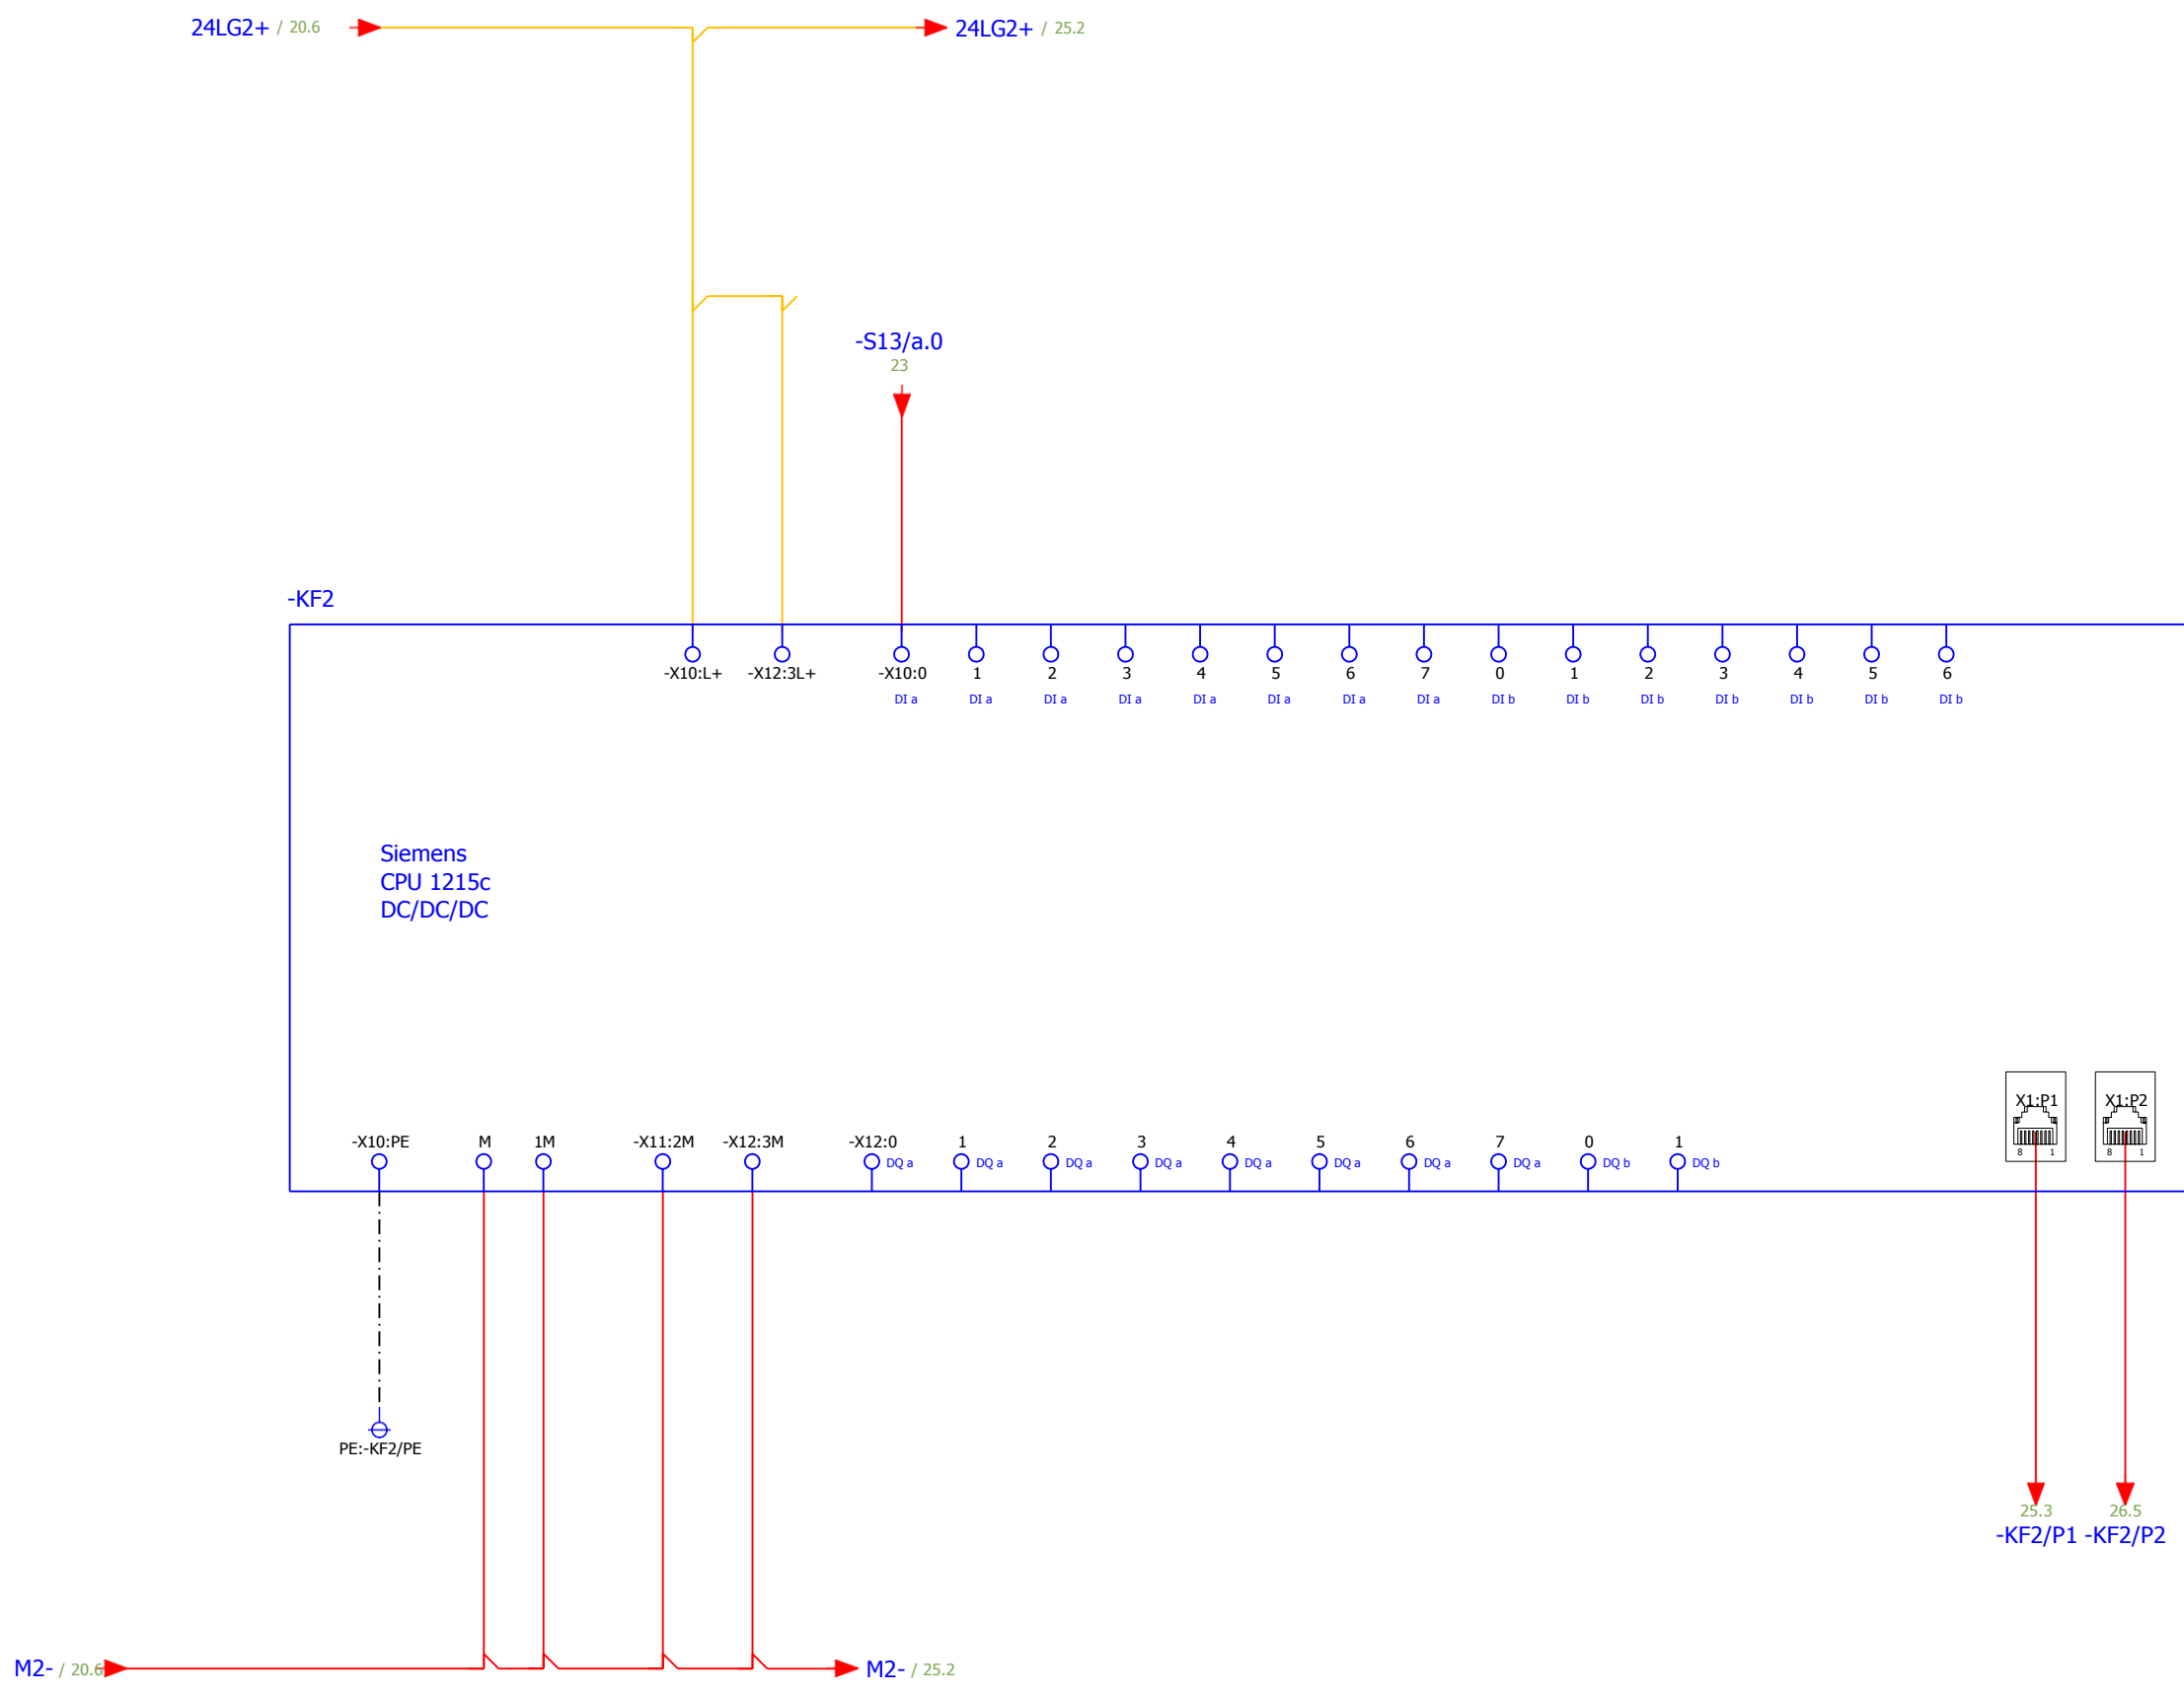 24LG2+ / 20.6
24LG2+ / 25.2
-S13/a.0
23
-KF2
-X10:L+ -X12:3L+ -X10:0 1 2 3 4 5 6 7 0 1 2 3 4 5 6
DI a DI a DI a DI a DI a DI a DI a DI a DI b DI b DI b DI b DI b DI b DI b
Siemens
CPU 1215c
DC/DC/DC
X1:P1 X1:P2
8 1 8 1
-X10:PE M 1M -X11:2M -X12:3M -X12:0 1 2 3 4 5 6 7 0 1
DQ a DQ a DQ a DQ a DQ a DQ a DQ a DQ a DQ b DQ b
PE:-KF2/PE
25.3 26.5
-KF2/P1 -KF2/P2
M2- / 20.6
M2- / 25.2